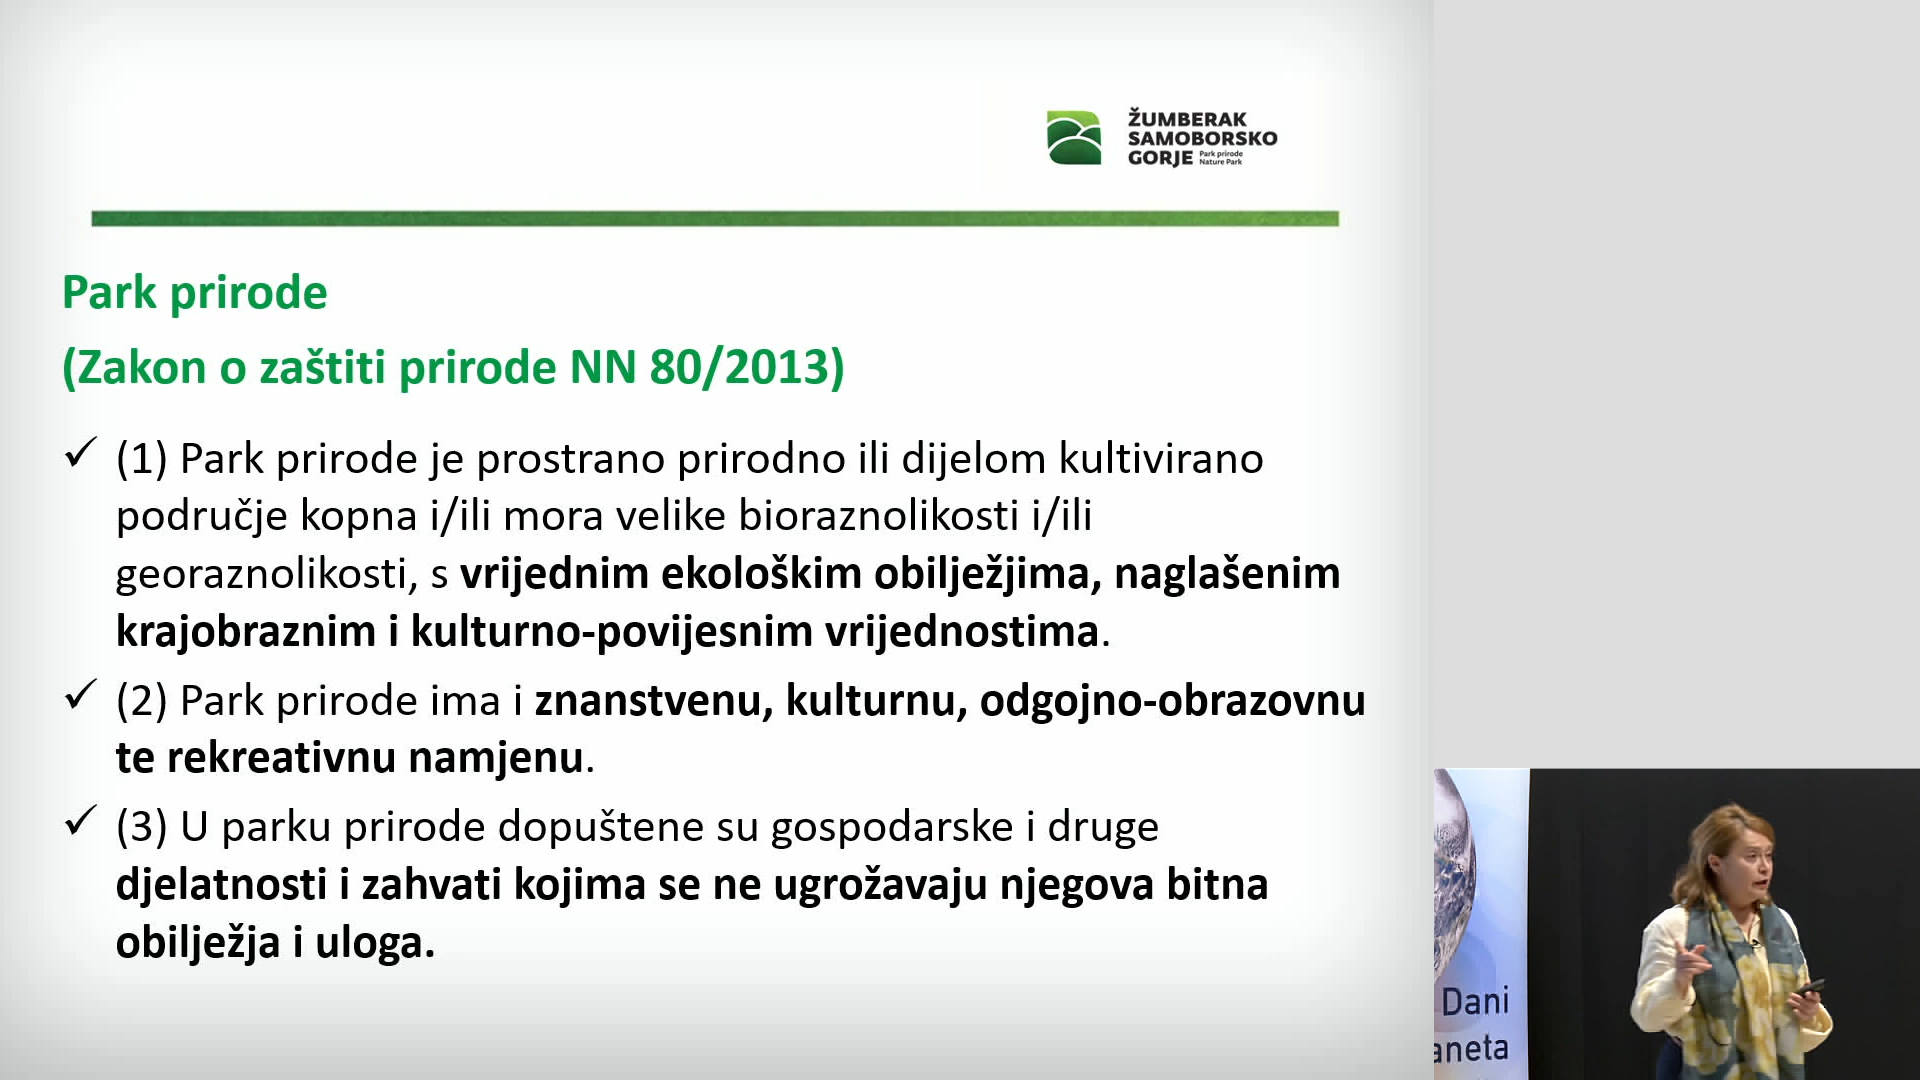 ŽUMBERAK
SAMOBORSKO
GORJE Park prirode
Nature Park
Park prirode
(Zakon o zaštiti prirode NN 80/2013)
✓ (1) Park prirode je prostrano prirodno ili dijelom kultivirano
područje kopna i/ili mora velike bioraznolikosti i/ili
georaznolikosti, s vrijednim ekološkim obilježjima, naglašenim
krajobraznim i kulturno-povijesnim vrijednostima.
✓ (2) Park prirode ima i znanstvenu, kulturnu, odgojno-obrazovnu
te rekreativnu namjenu.
✓ (3) U parku prirode dopuštene su gospodarske i druge
djelatnosti i zahvati kojima se ne ugrožavaju njegova bitna
obilježja i uloga.
Dani
aneta